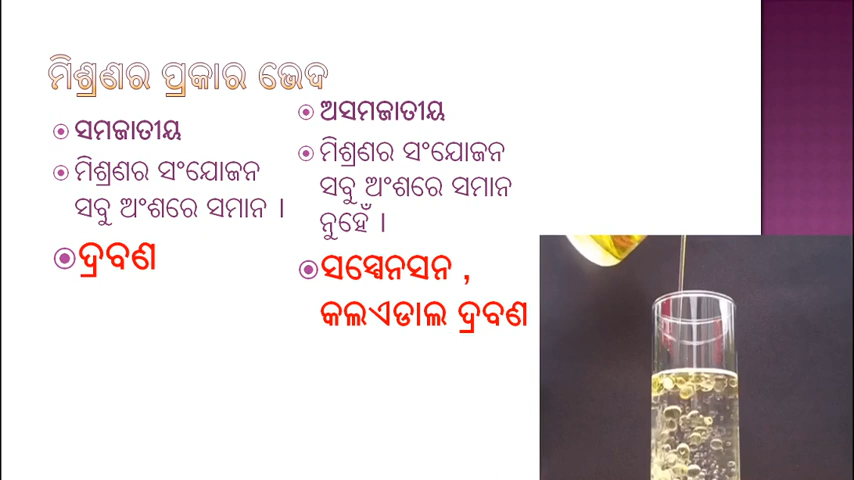 ମିଶ୍ରଣର ପ୍ରକାର ଭେଦ
ସମଜାତୀୟ
ମିଶ୍ରଣର ସଂଯୋଜନ
ସବୁ ଅଂଶରେ ସମାନ ।
ଦ୍ରବଣ
ଅସମଜାତୀୟ
ମିଶ୍ରଣର ସଂଯୋଜନ
ସବୁ ଅଂଶରେ ସମାନ
ନୁହେଁ ।
ସସ୍ପେନସନ ,
କଲଏଡାଲ ଦ୍ରବଣ